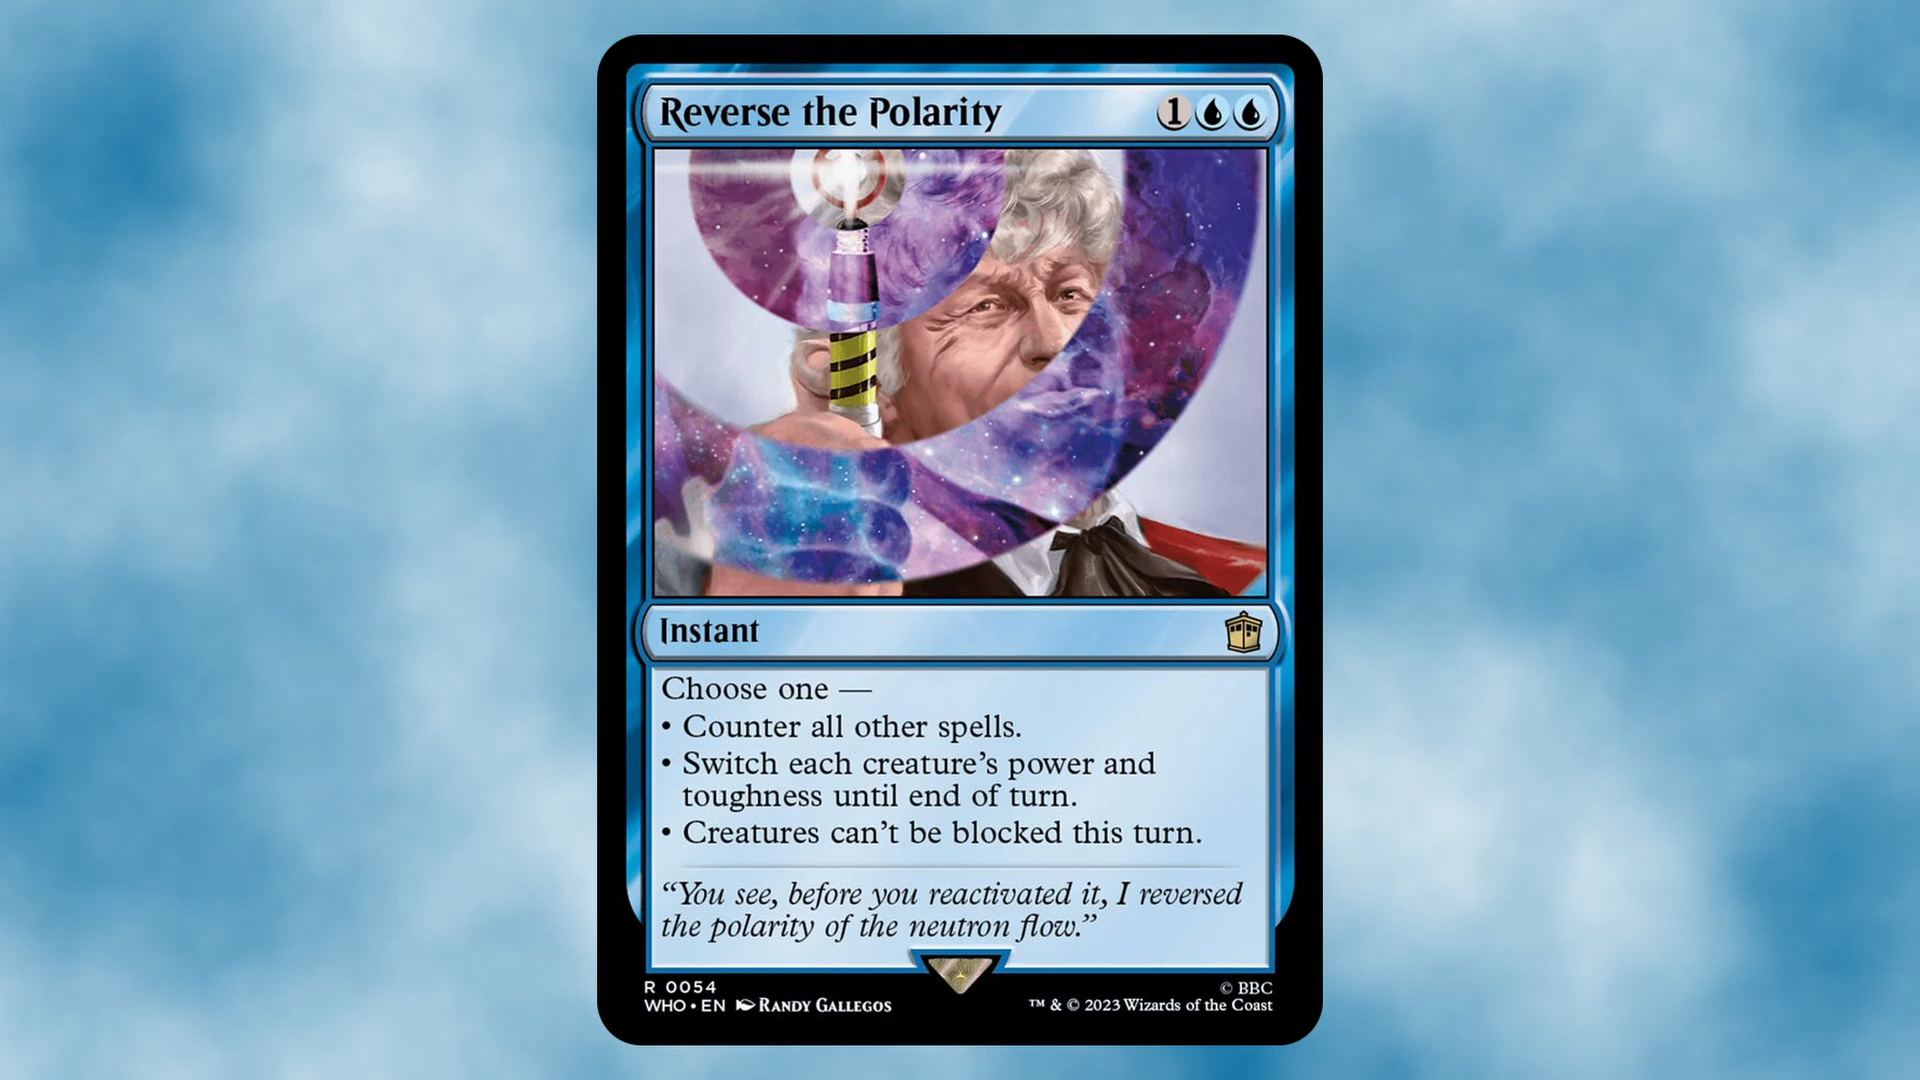 Reverse the Polarity 1
Instant
Choose one —
• Counter all other spells.
• Switch each creature’s power and
toughness until end of turn.
• Creatures can’t be blocked this turn.
“You see, before you reactivated it, I reversed
the polarity of the neutron flow.”
R 0054
WHO • EN RANDY GALLEGOS
© BBC
™ & © 2023 Wizards of the Coast